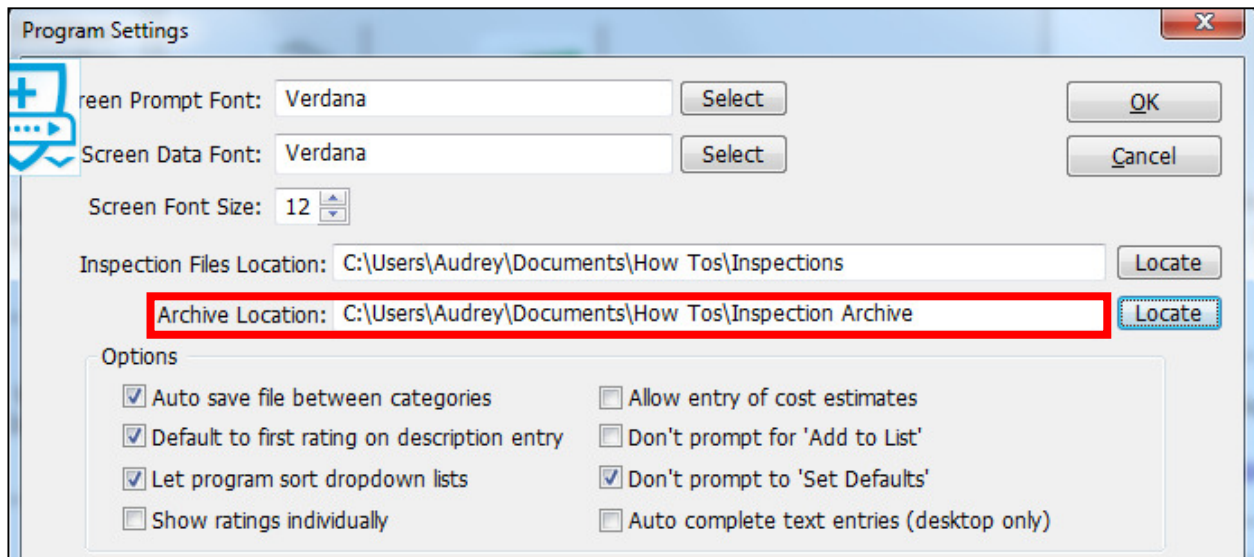 Program Settings
reen Prompt Font: Verdana Select OK
Screen Data Font: Verdana Select Cancel
Screen Font Size: 12
Inspection Files Location: C:\Users\Audrey\Documents\How Tos\Inspections Locate
Archive Location: C:\Users\Audrey\Documents\How Tos\Inspection Archive Locate
Options
Auto save file between categories Allow entry of cost estimates
Default to first rating on description entry Don't prompt for 'Add to List'
Let program sort dropdown lists Don't prompt to 'Set Defaults'
Show ratings individually Auto complete text entries (desktop only)